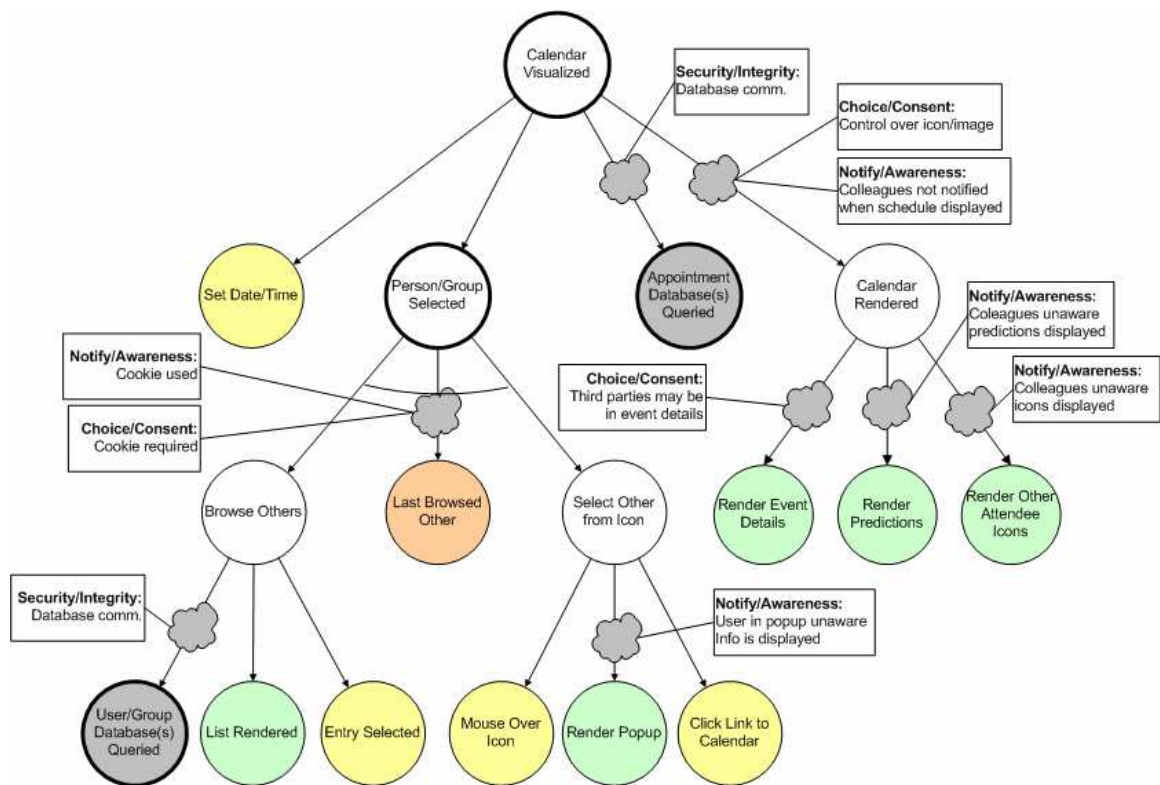 Calendar
Visualized
Security/Integrity:
Database comm.
Choice/Consent:
Control over icon/image
Notify/Awareness:
Colleagues not notified
when schedule displayed
Set Date/Time
Person/Group
Selected
Appointment
Database(s)
Queried
Calendar
Rendered
Notify/Awareness:
Coleagues unaware
predictions displayed
Notify/Awareness:
Cookie used
Choice/Consent:
Third parties may be
in event details
Notify/Awareness:
Colleagues unaware
icons displayed
Choice/Consent:
Cookie required
Browse Others
Last Browsed
Other
Select Other
from Icon
Render Event
Details
Render
Predictions
Render Other
Attendee
Icons
Security/Integrity:
Database comm.
Notify/Awareness:
User in popup unaware
Info is displayed
User/Group
Database(s)
Queried
List Rendered
Entry Selected
Mouse Over
Icon
Render Popup
Click Link to
Calendar